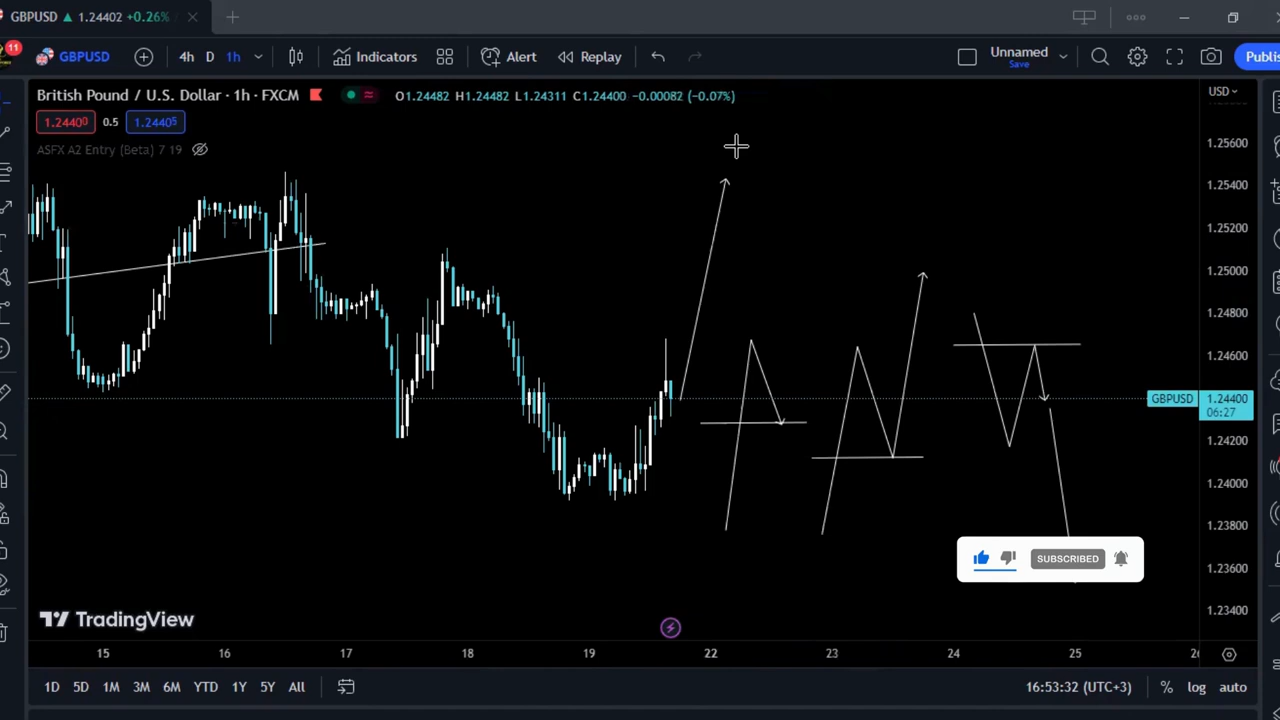 GBPUSD ▲ 1.24402 +0.26%
11 GBPUSD 4h D 1h Indicators Alert Replay Unnamed Save Publis
British Pound / U.S. Dollar · 1h · FXCM O1.24482 H1.24482 L1.24311 C1.24400 −0.00082 (−0.07%) USD
1.24400 0.5 1.24405
ASFX A2 Entry (Beta) 7 19
1.25600
1.25400
1.25200
1.25000
1.24800
1.24600
GBPUSD 1.24400
06:27
1.24200
1.24000
1.23800
SUBSCRIBED
1.23600
1.23400
TradingView
15 16 17 18 19 22 23 24 25 26
1D 5D 1M 3M 6M YTD 1Y 5Y All 16:53:32 (UTC+3) % log auto